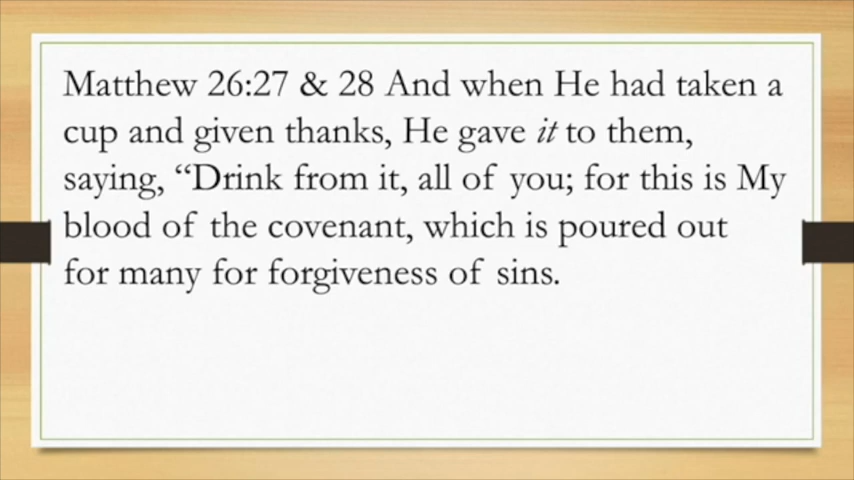 Matthew 26:27 & 28 And when He had taken a
cup and given thanks, He gave it to them,
saying, “Drink from it, all of you; for this is My
blood of the covenant, which is poured out
for many for forgiveness of sins.